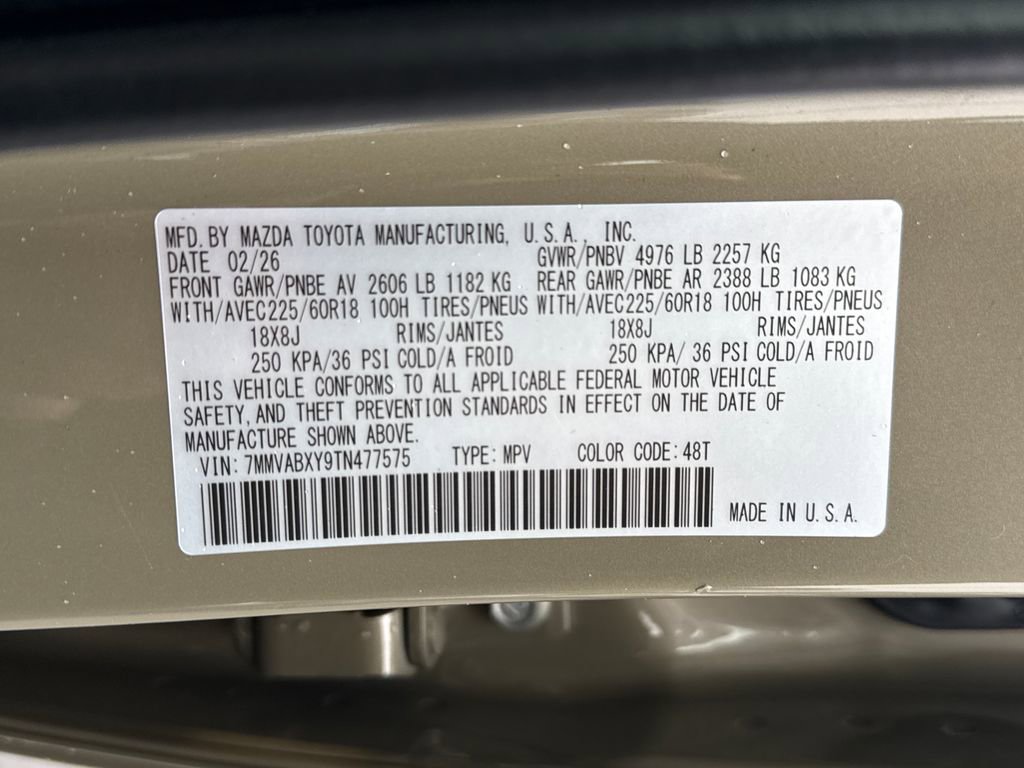 MFD. BY MAZDA TOYOTA MANUFACTURING, U.S.A., INC.
DATE 02/26 GVWR/PNBV 4976 LB 2257 KG
FRONT GAWR/PNBE AV 2606 LB 1182 KG REAR GAWR/PNBE AR 2388 LB 1083 KG
WITH/AVEC225/60R18 100H TIRES/PNEUS WITH/AVEC225/60R18 100H TIRES/PNEUS
18X8J RIMS/JANTES 18X8J RIMS/JANTES
250 KPA/36 PSI COLD/A FROID 250 KPA/ 36 PSI COLD/A FROID
THIS VEHICLE CONFORMS TO ALL APPLICABLE FEDERAL MOTOR VEHICLE
SAFETY, AND THEFT PREVENTION STANDARDS IN EFFECT ON THE DATE OF
MANUFACTURE SHOWN ABOVE.
VIN: 7MMVABXY9TN477575 TYPE: MPV COLOR CODE: 48T
MADE IN U.S.A.